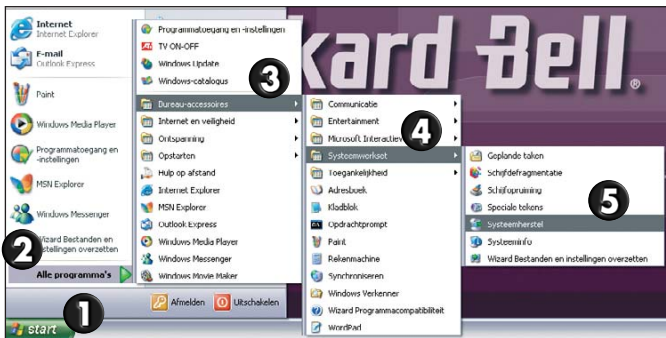 Internet
Internet Explorer
E-mail
Outlook Express
Paint
Windows Media Player
Programmatoegang en
-instellingen
MSN Explorer
Windows Messenger
Wizard Bestanden en
instellingen overzetten
Alle programma's
Afmelden
Uitschakelen
start
1
2
Programmatoegang en -instellingen
TV ON-OFF
Windows Update
Windows-catalogus
3
Bureau-accessoires
Internet en veiligheid
Ontspanning
Opstarten
Hulp op afstand
Internet Explorer
MSN Explorer
Outlook Express
Windows Media Player
Windows Messenger
Windows Movie Maker
Communicatie
Entertainment
Microsoft Interactiev
4
Systeemwerkset
Toegankelijkheid
Adresboek
Kladblok
Opdrachtprompt
Paint
Rekenmachine
Synchroniseren
Windows Verkenner
Wizard Programmacompatibiliteit
WordPad
Geplande taken
Schijfdefragmentatie
Schijfopruiming
Speciale tekens
5
Systeemherstel
Systeeminfo
Wizard Bestanden en instellingen overzetten
kard Bell.®